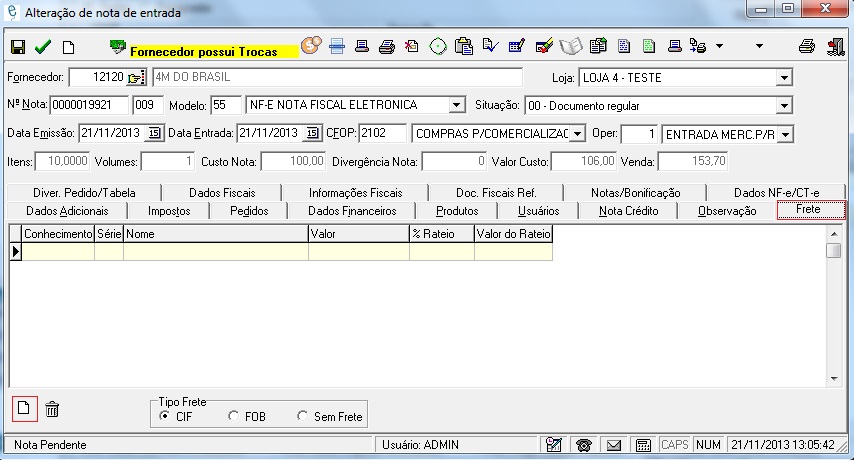 Alteração de nota de entrada
Fornecedor possui Trocas
Fornecedor: 12120 4M DO BRASIL Loja: LOJA 4 - TESTE
Nº Nota: 0000019921 009 Modelo: 55 NF-E NOTA FISCAL ELETRONICA Situação: 00 - Documento regular
Data Emissão: 21/11/2013 15 Data Entrada: 21/11/2013 15 CFOP: 2102 COMPRAS P/COMERCIALIZAC Oper: 1 ENTRADA MERC.P/R
Itens: 10,0000 Volumes: 1 Custo Nota: 100,00 Divergência Nota: 0 Valor Custo: 106,00 Venda: 153,70
Diver. Pedido/Tabela Dados Fiscais Informações Fiscais Doc. Fiscais Ref. Notas/Bonificação Dados NF-e/CT-e
Dados Adicionais Impostos Pedidos Dados Financeiros Produtos Usuários Nota Crédito Observação Frete
Conhecimento Série Nome Valor % Rateio Valor do Rateio
Tipo Frete
CIF FOB Sem Frete
Nota Pendente Usuário: ADMIN CAPS NUM 21/11/2013 13:05:42